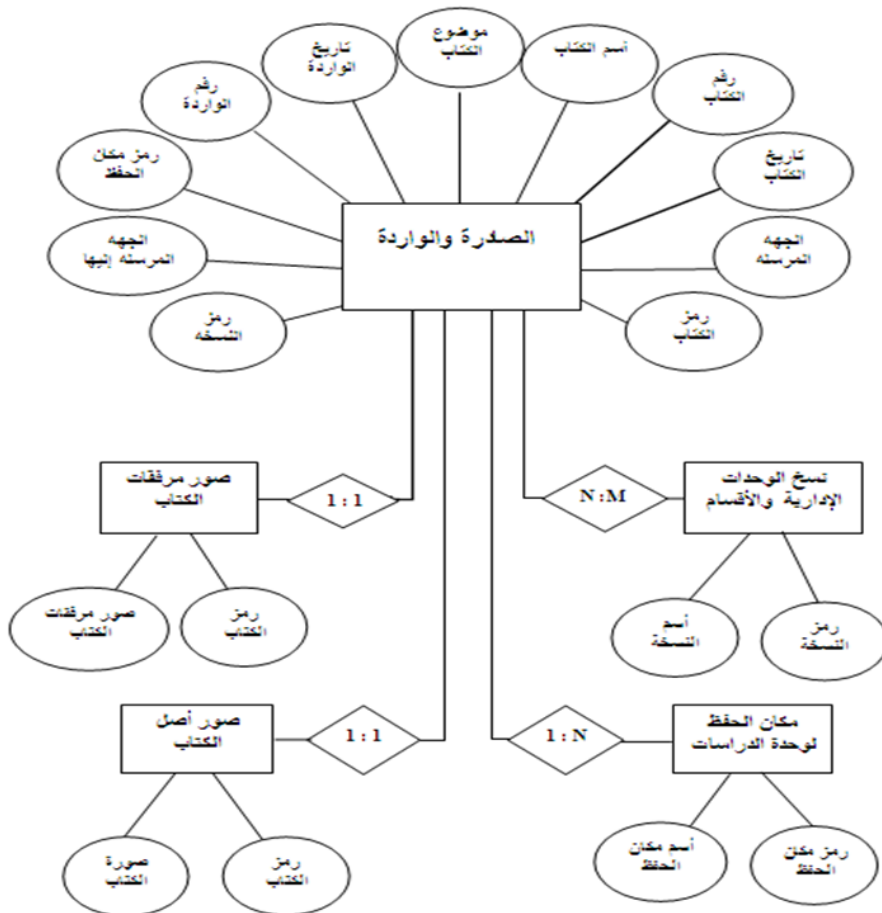 موضوع
الكتاب
أسم الكتاب
تاريخ
الواردة
رقم
الكتاب
رقم
الواردة
تاريخ
الكتاب
رمز مكان
الحفظ
الجهه
المرسله
الجهه
المرسله إليها
رمز
الكتاب
رمز
النسخه
الصادرة والواردة
نسخ الوحدات
الإدارية والأقسام
N:M
1 : 1
صور مرفقات
الكتاب
رمز
النسخة
أسم
النسخة
رمز
الكتاب
صور مرفقات
الكتاب
مكان الحفظ
لوحدة الدراسات
1 : N
1 : 1
صور أصل
الكتاب
رمز مكان
الحفظ
أسم مكان
الحفظ
رمز
الكتاب
صورة
الكتاب